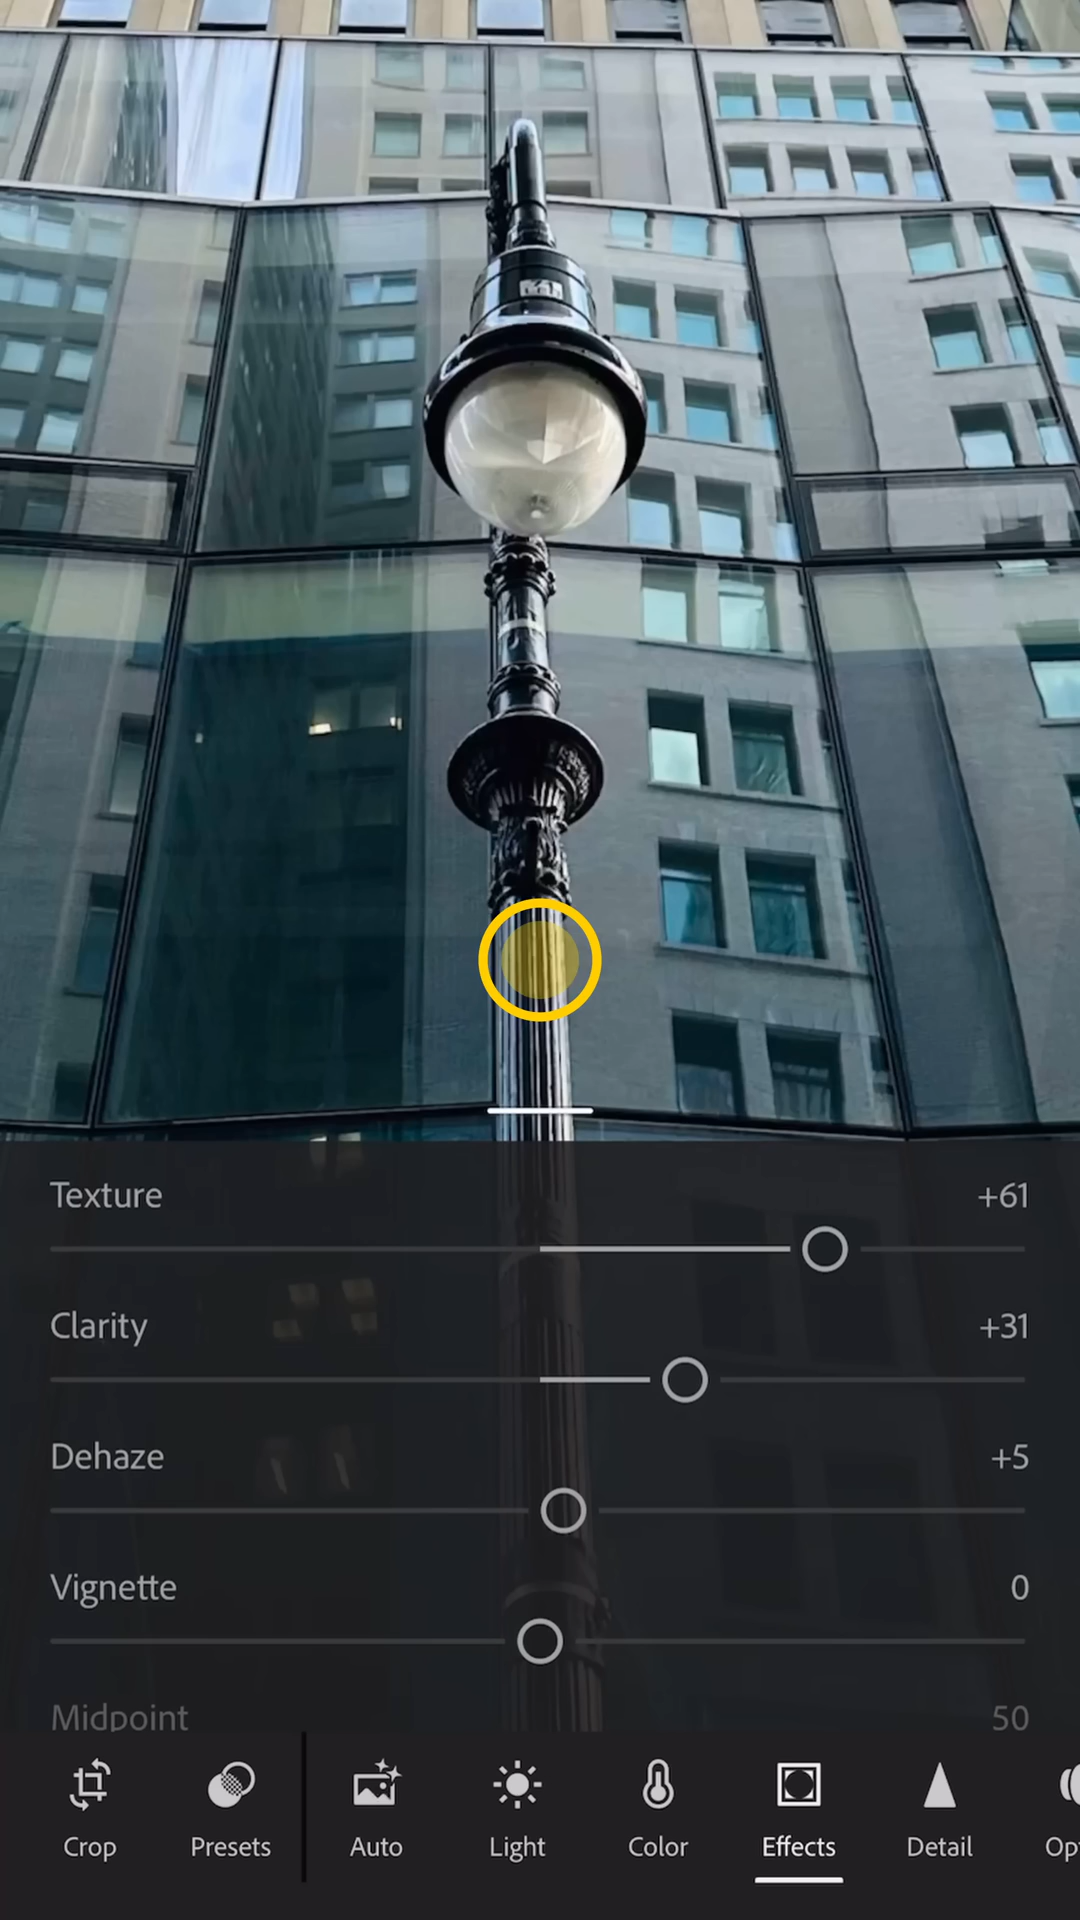 Texture +61
Clarity +31
Dehaze +5
Vignette 0
Midpoint 50
Crop Presets Auto Light Color Effects Detail